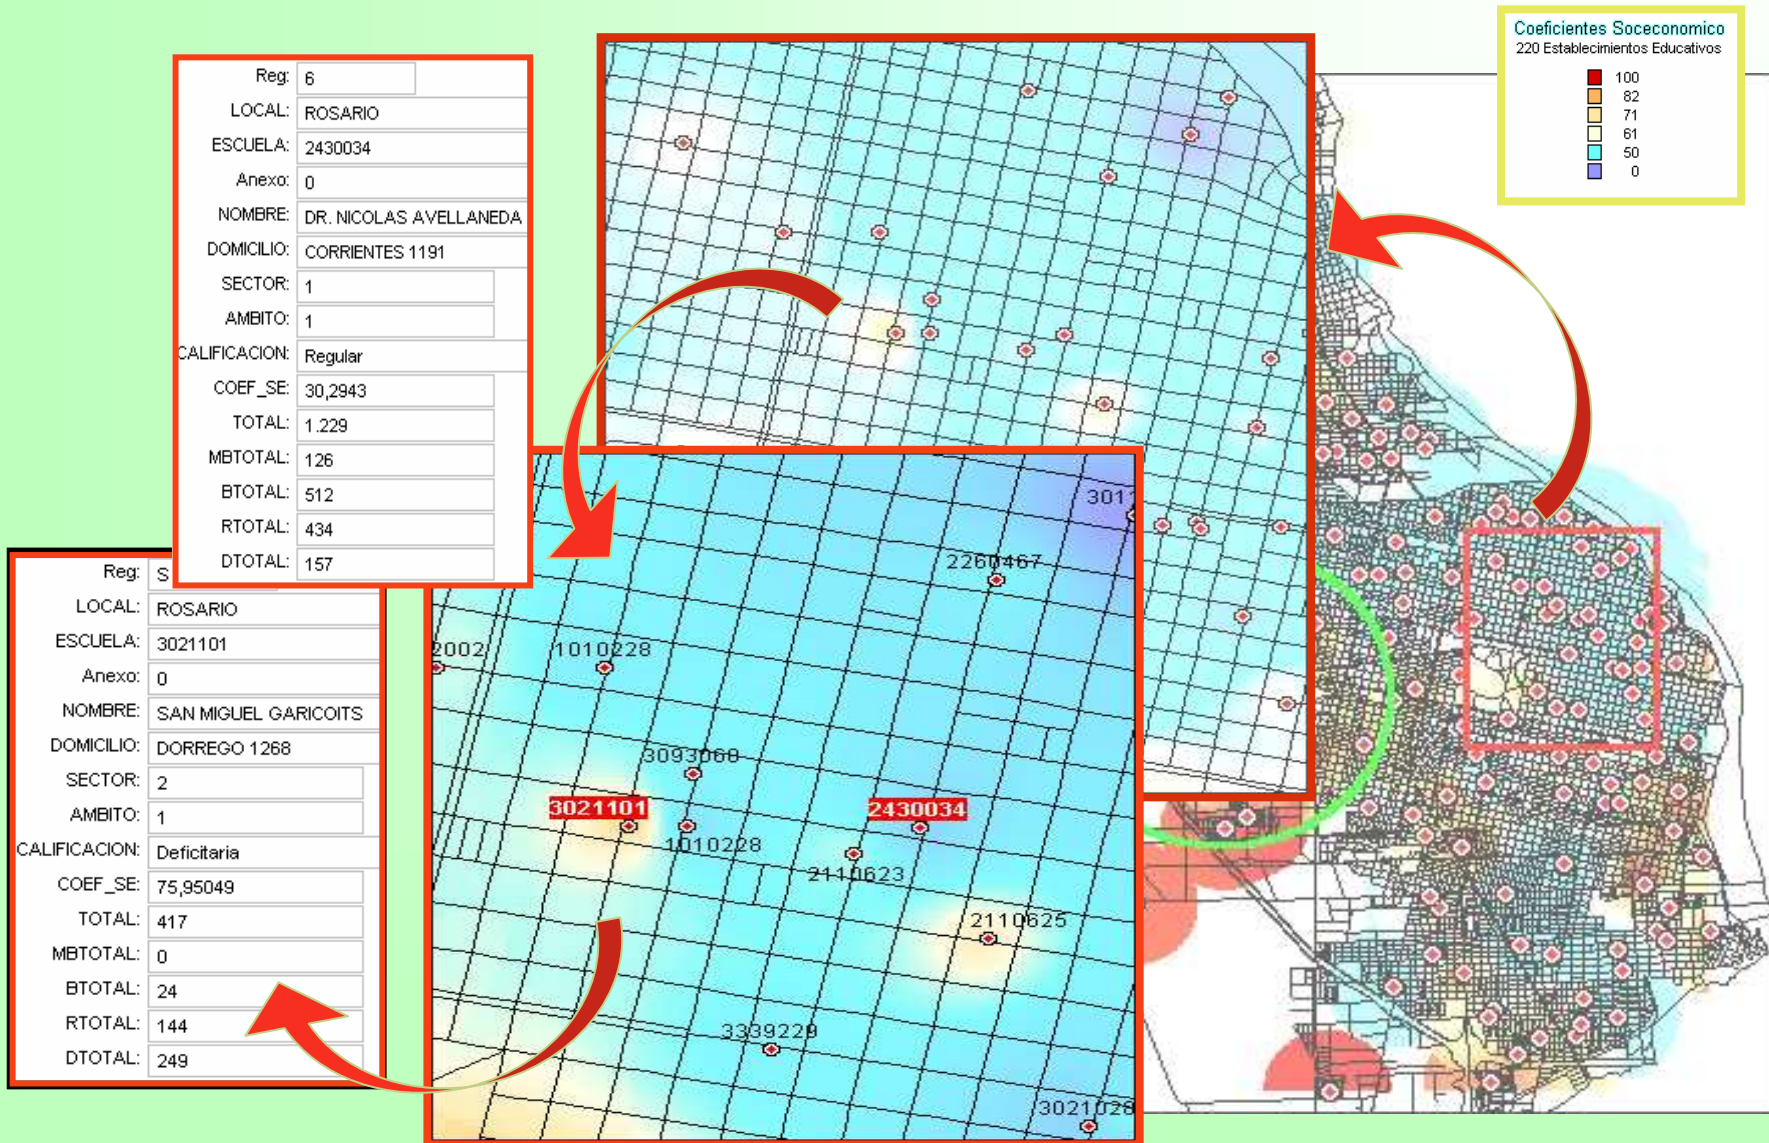 Coeficientes Soceconomico
220 Establecimientos Educativos
100
82
71
61
50
0
Reg: 6
LOCAL: ROSARIO
ESCUELA: 2430034
Anexo: 0
NOMBRE: DR. NICOLAS AVELLANEDA
DOMICILIO: CORRIENTES 1191
SECTOR: 1
AMBITO: 1
CALIFICACION: Regular
COEF_SE: 30,2943
TOTAL: 1.229
MBTOTAL: 126
BTOTAL: 512
RTOTAL: 434
DTOTAL: 157
Reg: S
LOCAL: ROSARIO
ESCUELA: 3021101
Anexo: 0
NOMBRE: SAN MIGUEL GARICOITS
DOMICILIO: DORREGO 1268
SECTOR: 2
AMBITO: 1
CALIFICACION: Deficitaria
COEF_SE: 75,95049
TOTAL: 417
MBTOTAL: 0
BTOTAL: 24
RTOTAL: 144
DTOTAL: 249
2260467
2002
1010228
3093068
3021101
2430034
1010228
2110623
2110625
3339229
3021028